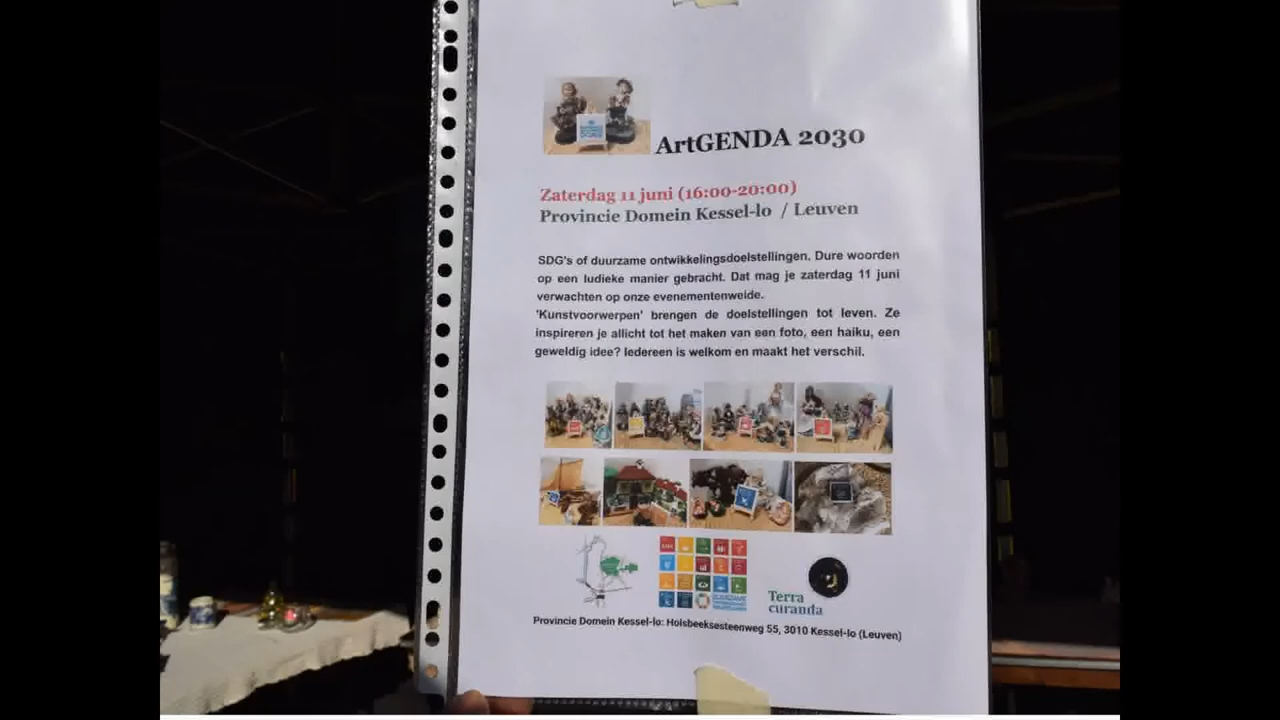 ArtGENDA 2030
Zaterdag 11 juni (16:00-20:00)
Provincie Domein Kessel-lo / Leuven
SDG's of duurzame ontwikkelingsdoelstellingen. Dure woorden
op een ludieke manier gebracht. Dat mag je zaterdag 11 juni
verwachten op onze evenementenweide.
'Kunstvoorwerpen' brengen de doelstellingen tot leven. Ze
inspireren je allicht tot het maken van een foto, een haiku, een
geweldig idee? Iedereen is welkom en maakt het verschil.
Terra
curanda
Provincie Domein Kessel-lo: Holsbeeksesteenweg 55, 3010 Kessel-lo (Leuven)